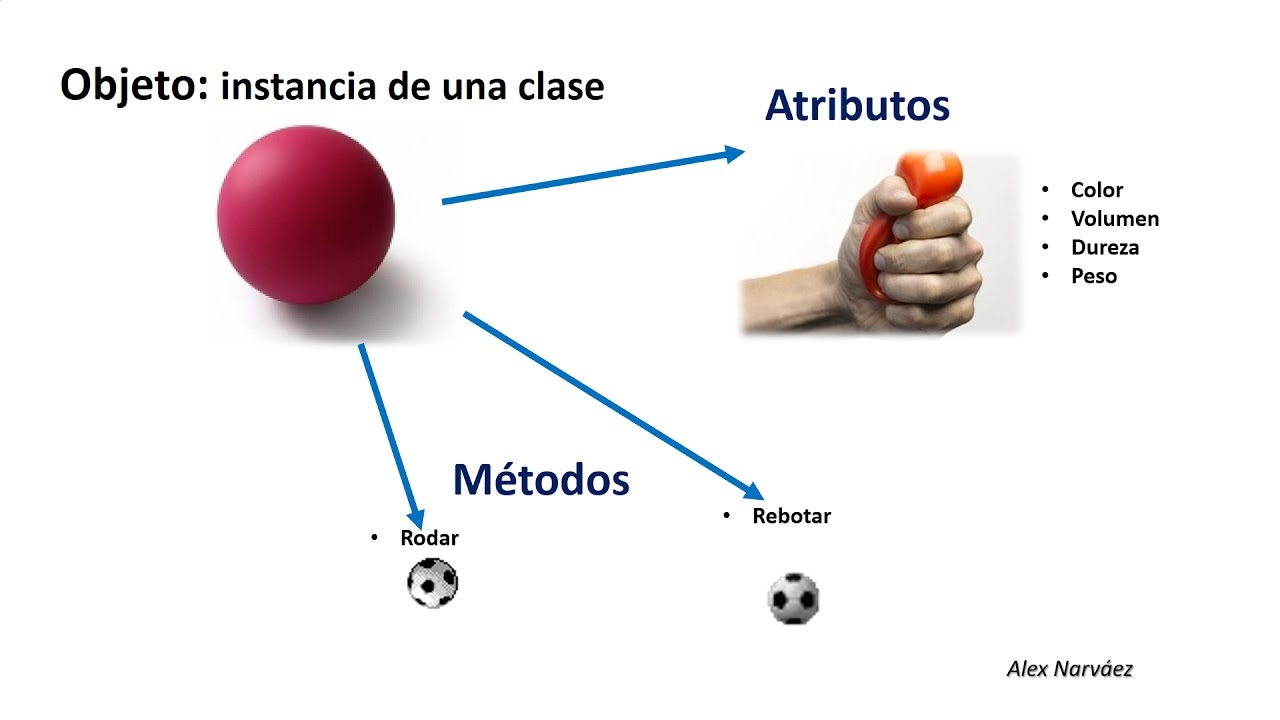 Objeto: instancia de una clase
Atributos
• Color
• Volumen
• Dureza
• Peso
Métodos
• Rebotar
• Rodar
Alex Narváez